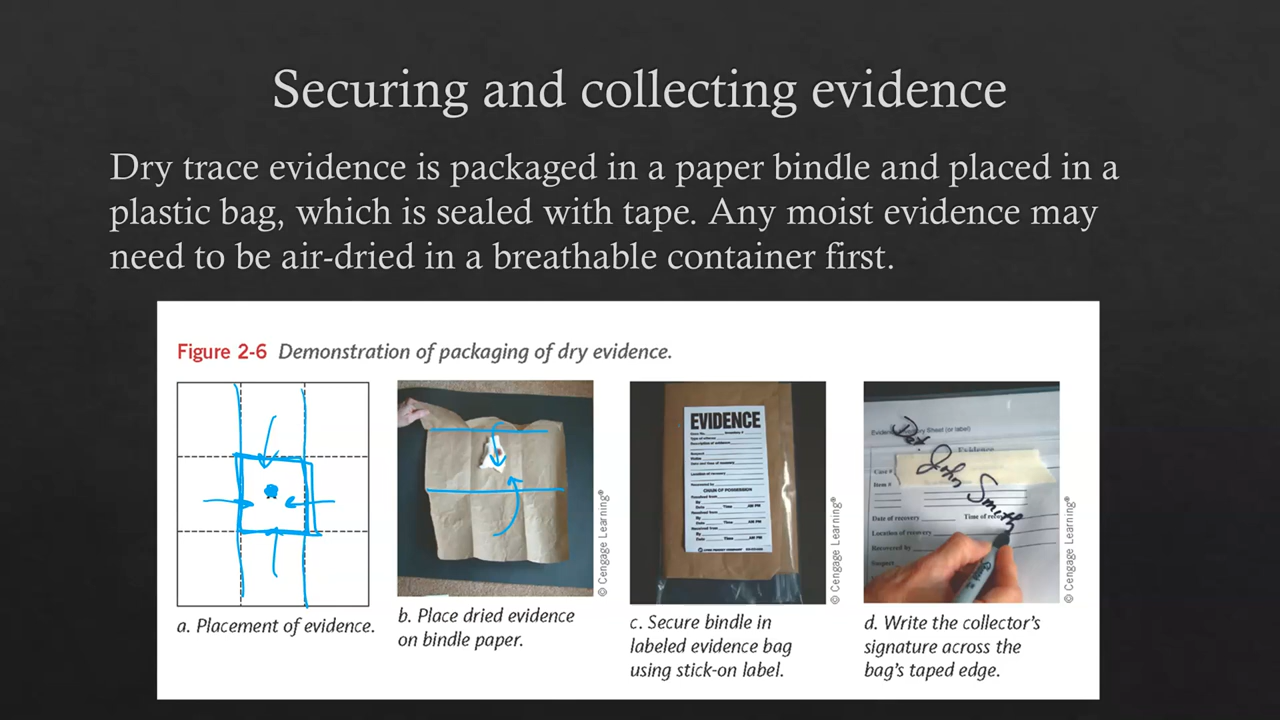 Securing and collecting evidence
Dry trace evidence is packaged in a paper bindle and placed in a
plastic bag, which is sealed with tape. Any moist evidence may
need to be air-dried in a breathable container first.
Figure 2-6 Demonstration of packaging of dry evidence.
a. Placement of evidence.
b. Place dried evidence
on bindle paper.
© Cengage Learning®
EVIDENCE
CHAIN OF POSSESSION
© Cengage Learning®
c. Secure bindle in
labeled evidence bag
using stick-on label.
Evidence
Det. John Smith
Case #
Item #
Date of recovery
Location of recovery
Recovered by
Suspect
© Cengage Learning®
d. Write the collector's
signature across the
bag's taped edge.